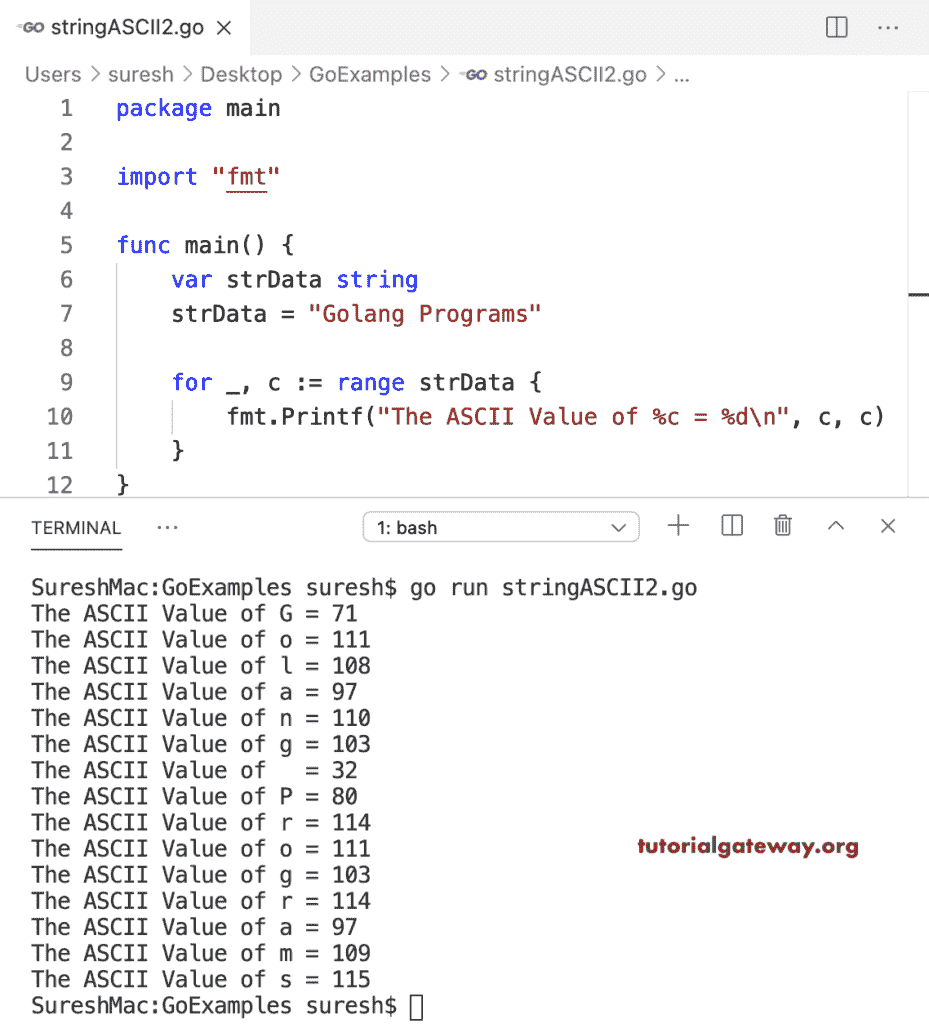 GO stringASCII2.go ×
Users > suresh > Desktop > GoExamples > GO stringASCII2.go > ...
1 package main
2
3 import "fmt"
4
5 func main() {
6     var strData string
7     strData = "Golang Programs"
8
9     for _, c := range strData {
10         fmt.Printf("The ASCII Value of %c = %d\n", c, c)
11     }
12 }
TERMINAL ... 1: bash
SureshMac:GoExamples suresh$ go run stringASCII2.go
The ASCII Value of G = 71
The ASCII Value of o = 111
The ASCII Value of l = 108
The ASCII Value of a = 97
The ASCII Value of n = 110
The ASCII Value of g = 103
The ASCII Value of   = 32
The ASCII Value of P = 80
The ASCII Value of r = 114
The ASCII Value of o = 111
The ASCII Value of g = 103
The ASCII Value of r = 114
The ASCII Value of a = 97
The ASCII Value of m = 109
The ASCII Value of s = 115
SureshMac:GoExamples suresh$
tutorialgateway.org